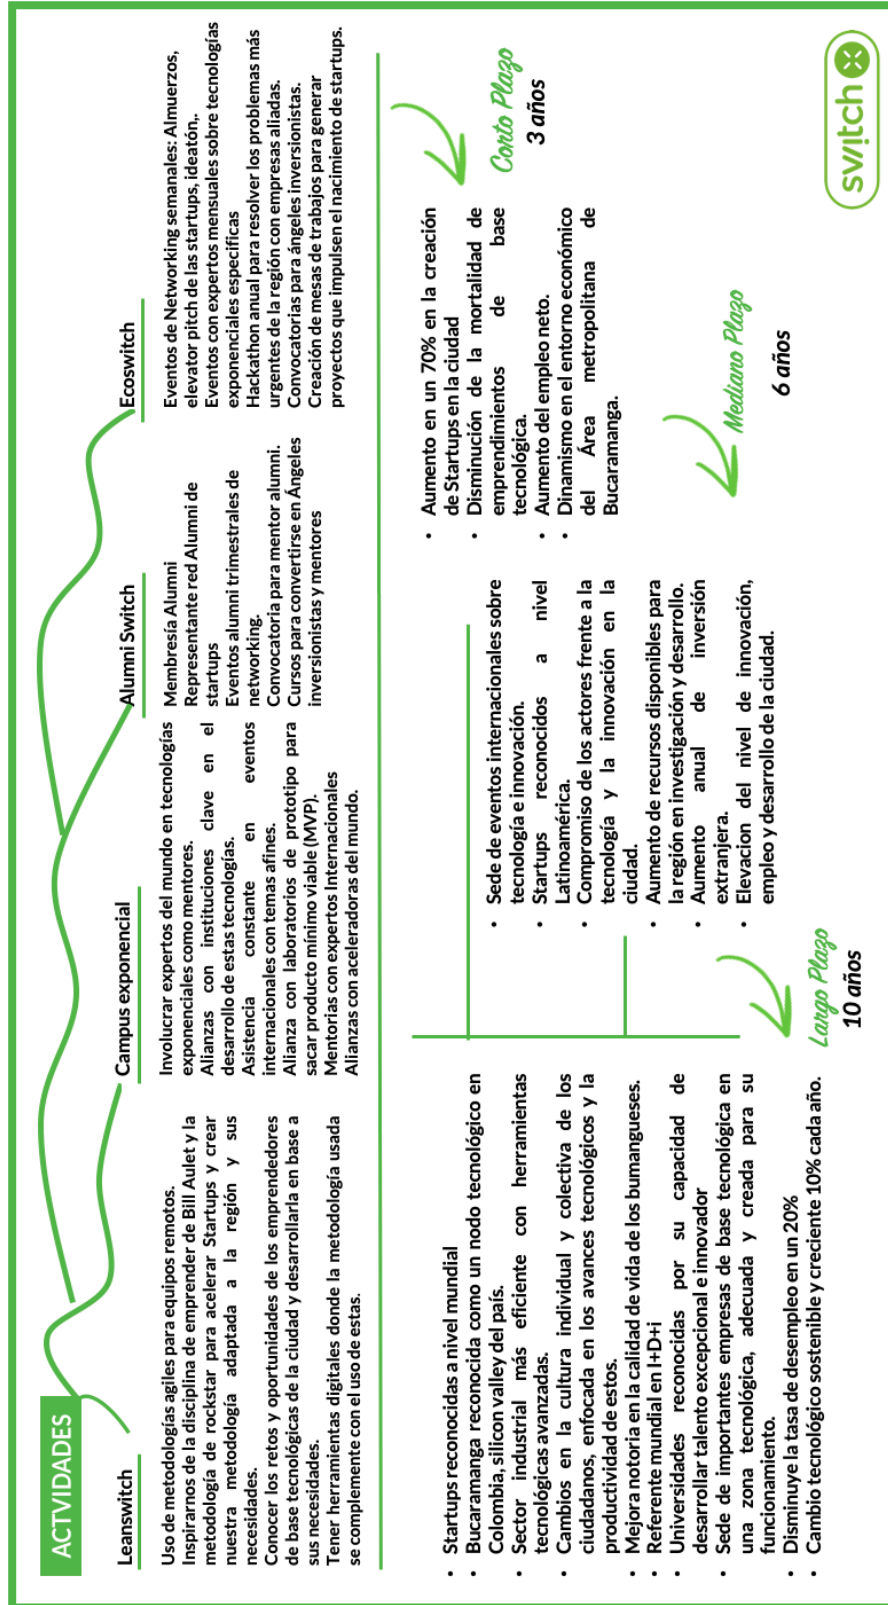 ACTVIDADES
Leanswitch
Uso de metodologías agiles para equipos remotos.
Inspirarnos de la disciplina de emprender de Bill Aulet y la
metodología de rockstar para acelerar Startups y crear
nuestra metodología adaptada a la región y sus
necesidades.
Conocer los retos y oportunidades de los emprendedores
de base tecnológicas de la ciudad y desarrollarla en base a
sus necesidades.
Tener herramientas digitales donde la metodología usada
se complemente con el uso de estas.
Campus exponencial
Involucrar expertos del mundo en tecnologías
exponenciales como mentores.
Alianzas con instituciones clave en el
desarrollo de estas tecnologías.
Asistencia constante en eventos
internacionales con temas afines.
Alianza con laboratorios de prototipo para
sacar producto mínimo viable (MVP).
Mentorías con expertos Internacionales
Alianzas con aceleradoras del mundo.
Alumni Switch
Membresía Alumni
Representante red Alumni de
startups
Eventos alumni trimestrales de
networking.
Convocatoria para mentor alumni.
Cursos para convertirse en Ángeles
inversionistas y mentores
Ecoswitch
Eventos de Networking semanales: Almuerzos,
elevator pitch de las startups, ideatón,.
Eventos con expertos mensuales sobre tecnologías
exponenciales especificas
Hackathon anual para resolver los problemas más
urgentes de la región con empresas aliadas.
Convocatorias para ángeles inversionistas.
Creación de mesas de trabajos para generar
proyectos que impulsen el nacimiento de startups.
• Startups reconocidas a nivel mundial
• Bucaramanga reconocida como un nodo tecnológico en
Colombia, silicon valley del país.
• Sector industrial más eficiente con herramientas
tecnológicas avanzadas.
• Cambios en la cultura individual y colectiva de los
ciudadanos, enfocada en los avances tecnológicos y la
productividad de estos.
• Mejora notoria en la calidad de vida de los bumangueses.
• Referente mundial en I+D+i
• Universidades reconocidas por su capacidad de
desarrollar talento excepcional e innovador
• Sede de importantes empresas de base tecnológica en
una zona tecnológica, adecuada y creada para su
funcionamiento.
• Disminuye la tasa de desempleo en un 20%
• Cambio tecnológico sostenible y creciente 10% cada año.
Largo Plazo
10 años
• Sede de eventos internacionales sobre
tecnología e innovación.
• Startups reconocidos a nivel
Latinoamérica.
• Compromiso de los actores frente a la
tecnología y la innovación en la
ciudad.
• Aumento de recursos disponibles para
la región en investigación y desarrollo.
• Aumento anual de inversión
extranjera.
• Elevacion del nivel de innovación,
empleo y desarrollo de la ciudad.
Mediano Plazo
6 años
• Aumento en un 70% en la creación
de Startups en la ciudad
• Disminución de la mortalidad de
emprendimientos de base
tecnológica.
• Aumento del empleo neto.
• Dinamismo en el entorno económico
del Área metropolitana de
Bucaramanga.
Corto Plazo
3 años
switch